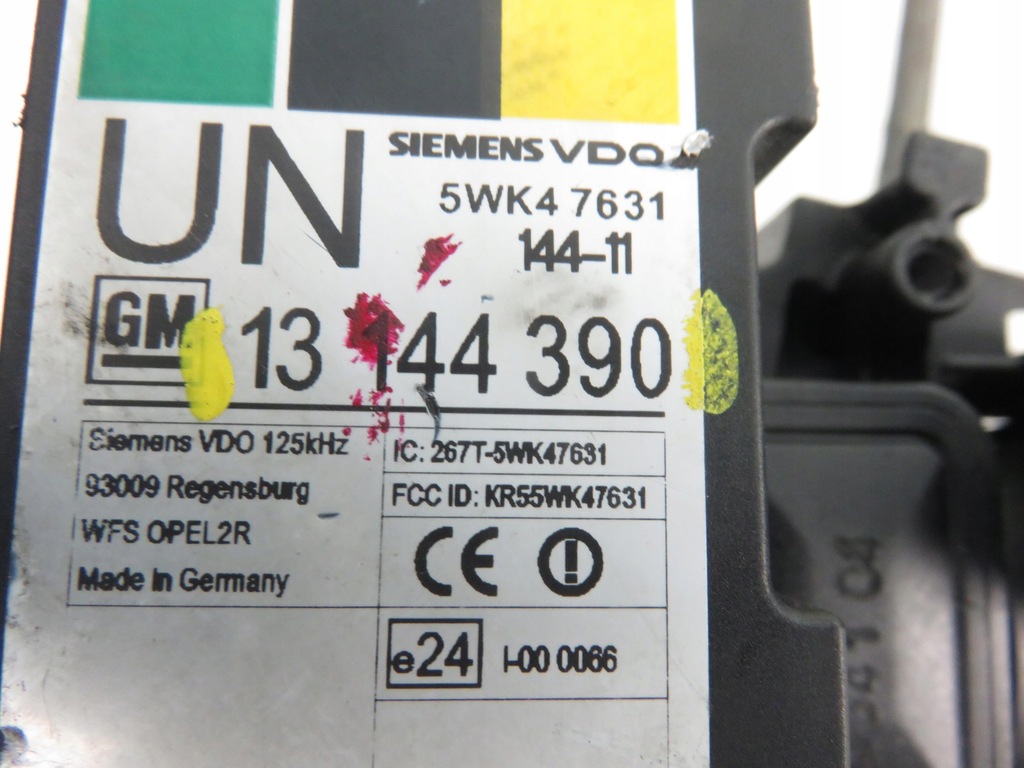 UN
SIEMENS VDO
5WK4 7631
144-11
GM 13 144 390
Siemens VDO 125kHz
93009 Regensburg
WFS OPEL2R
Made in Germany
IC: 267T-5WK47631
FCC ID: KR55WK47631
CE
e24 I-00 0066